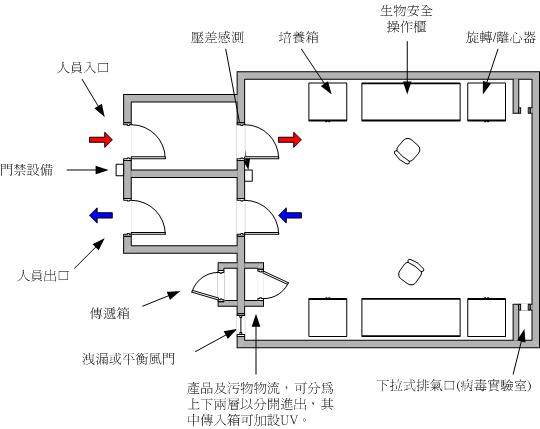 生物安全
操作櫃
壓差感測
培養箱
旋轉/離心器
人員入口
門禁設備
人員出口
傳遞箱
洩漏或平衡風門
產品及污物物流，可分爲
上下兩層以分開進出，其
中傳入箱可加設UV。
下拉式排氣口(病毒實驗室)